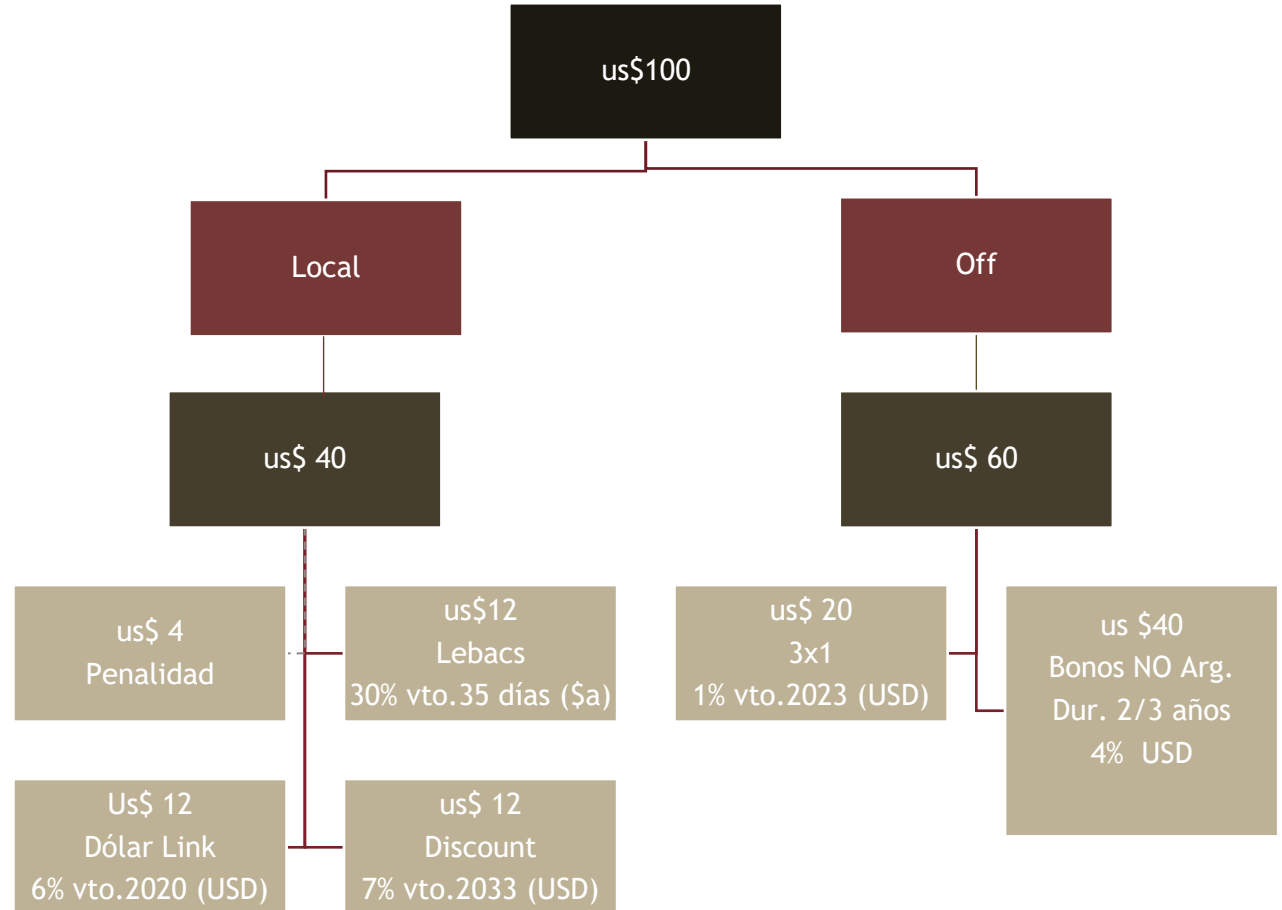 us$100
Local
Off
us$ 40
us$ 60
us$ 4
Penalidad
us$12
Lebacs
30% vto.35 días ($a)
us$ 20
3x1
1% vto.2023 (USD)
us $40
Bonos NO Arg.
Dur. 2/3 años
4% USD
Us$ 12
Dólar Link
6% vto.2020 (USD)
us$ 12
Discount
7% vto.2033 (USD)